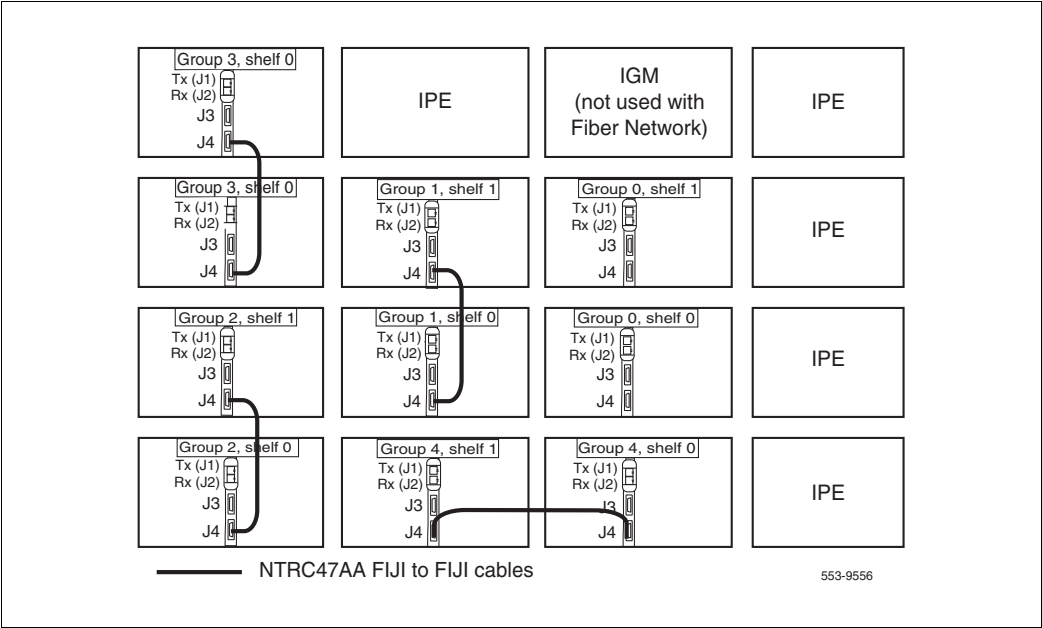 Group 3, shelf 0
Tx (J1)
Rx (J2)
J3
J4
IPE
IGM
(not used with
Fiber Network)
IPE
Group 3, shelf 0
Tx (J1)
Rx (J2)
J3
J4
Group 1, shelf 1
Tx (J1)
Rx (J2)
J3
J4
Group 0, shelf 1
Tx (J1)
Rx (J2)
J3
J4
IPE
Group 2, shelf 1
Tx (J1)
Rx (J2)
J3
J4
Group 1, shelf 0
Tx (J1)
Rx (J2)
J3
J4
Group 0, shelf 0
Tx (J1)
Rx (J2)
J3
J4
IPE
Group 2, shelf 0
Tx (J1)
Rx (J2)
J3
J4
Group 4, shelf 1
Tx (J1)
Rx (J2)
J3
J4
Group 4, shelf 0
Tx (J1)
Rx (J2)
J3
J4
IPE
NTRC47AA FIJI to FIJI cables
553-9556